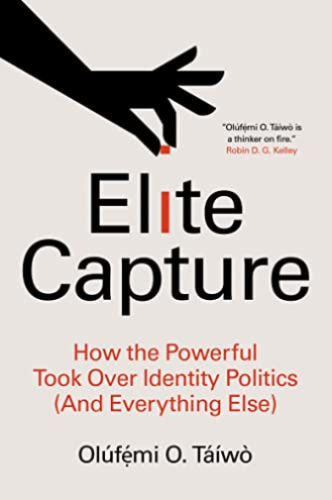 "Olúfẹ́mi O. Táíwò is
a thinker on fire."
Robin D. G. Kelley
Elite
Capture
How the Powerful
Took Over Identity Politics
(And Everything Else)
Olúfẹ́mi O. Táíwò